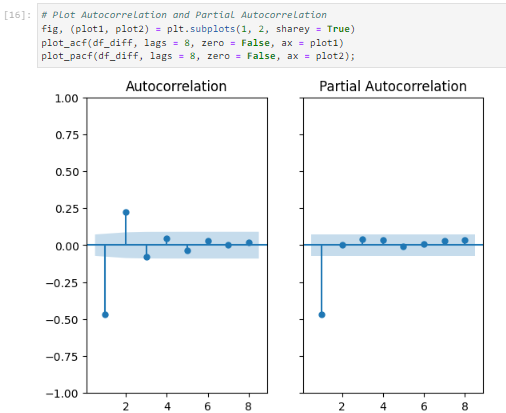 [16]: # Plot Autocorrelation and Partial Autocorrelation
fig, (plot1, plot2) = plt.subplots(1, 2, sharey = True)
plot_acf(df_diff, lags = 8, zero = False, ax = plot1)
plot_pacf(df_diff, lags = 8, zero = False, ax = plot2);
Autocorrelation Partial Autocorrelation
1.00
0.75
0.50
0.25
0.00
−0.25
−0.50
−0.75
−1.00
2 4 6 8 2 4 6 8